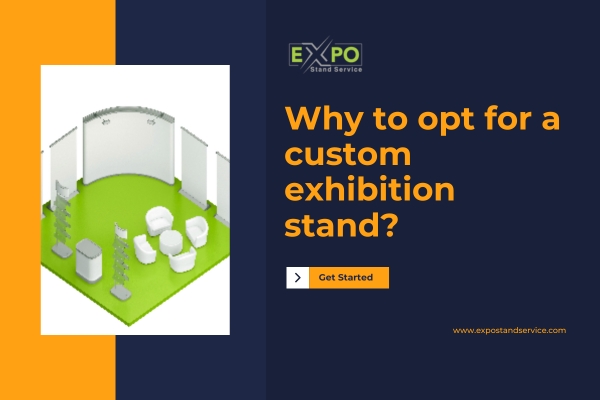 EXPO
Stand Service
Why to opt for a
custom
exhibition
stand?
Get Started
www.expostandservice.com